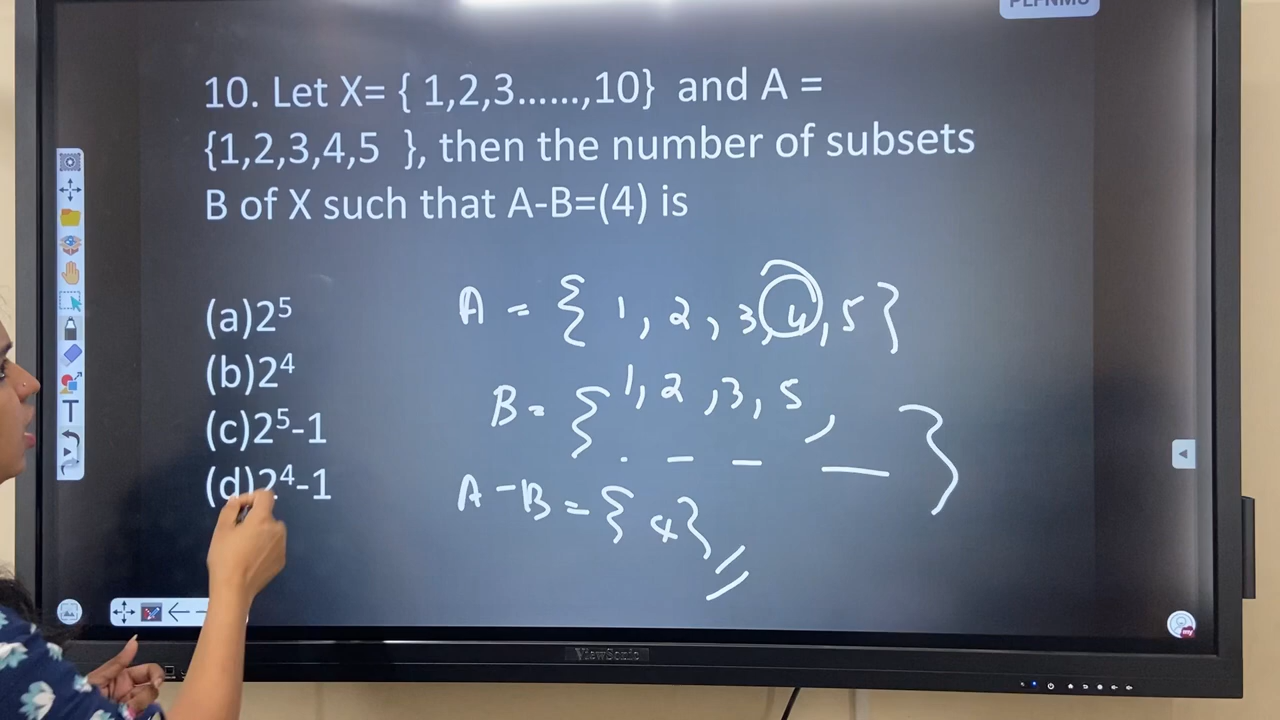 PLFNMS
10. Let X= { 1,2,3......,10} and A =
{1,2,3,4,5 }, then the number of subsets
B of X such that A-B=(4) is
(a)2⁵
(b)2⁴
(c)2⁵-1
(d)2⁴-1
A = { 1, 2, 3, 4, 5 }
B = { 1, 2, 3, 5, _ _ _ _ }
A - B = { 4 }
T
ViewSonic